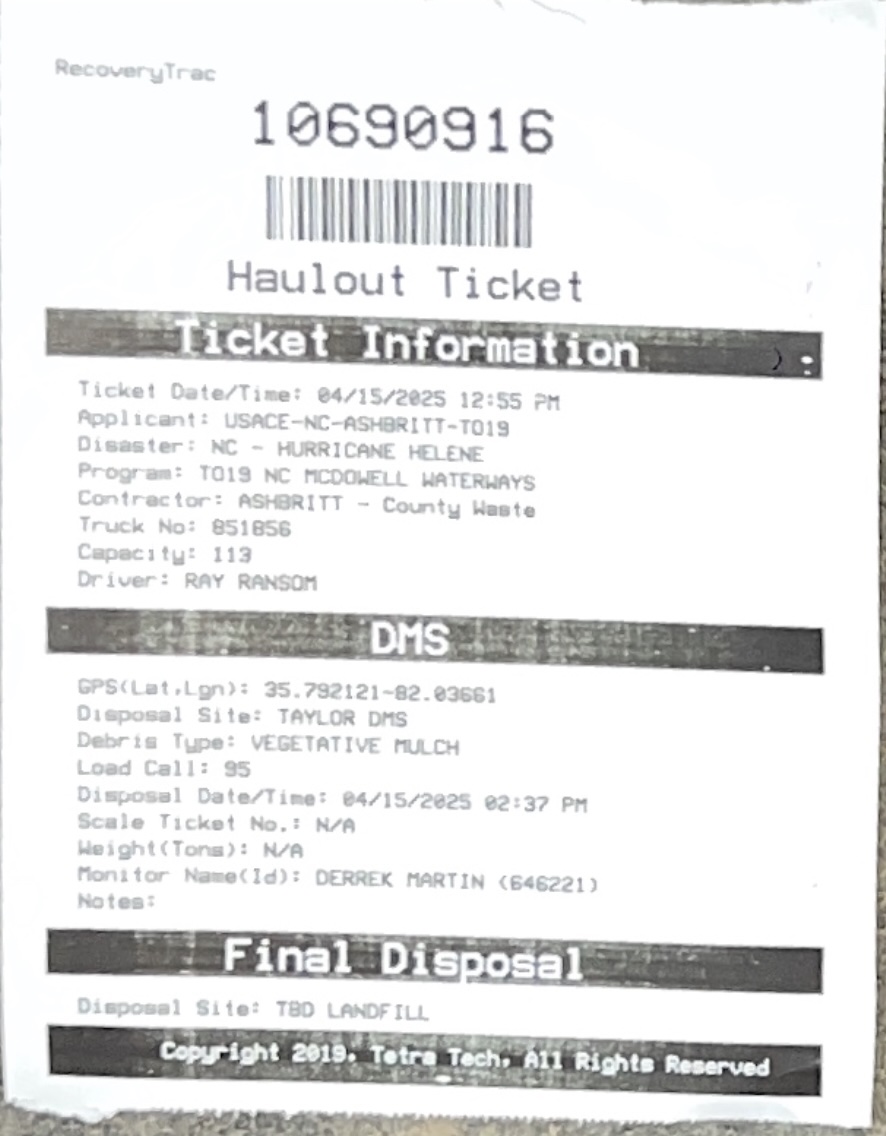 RecoveryTrac
10690916
Haulout Ticket
Ticket Information
Ticket Date/Time: 04/15/2025 12:55 PM
Applicant: USACE-NC-ASHBRITT-TO19
Disaster: NC - HURRICANE HELENE
Program: TO19 NC MCDOWELL WATERWAYS
Contractor: ASHBRITT - County Waste
Truck No: 851856
Capacity: 113
Driver: RAY RANSOM
DMS
GPS(Lat,Lgn): 35.792121-82.03661
Disposal Site: TAYLOR DMS
Debris Type: VEGETATIVE MULCH
Load Call: 95
Disposal Date/Time: 04/15/2025 02:37 PM
Scale Ticket No.: N/A
Weight(Tons): N/A
Monitor Name(Id): DERREK MARTIN (646221)
Notes:
Final Disposal
Disposal Site: TBD LANDFILL
Copyright 2019. Tetra Tech, All Rights Reserved